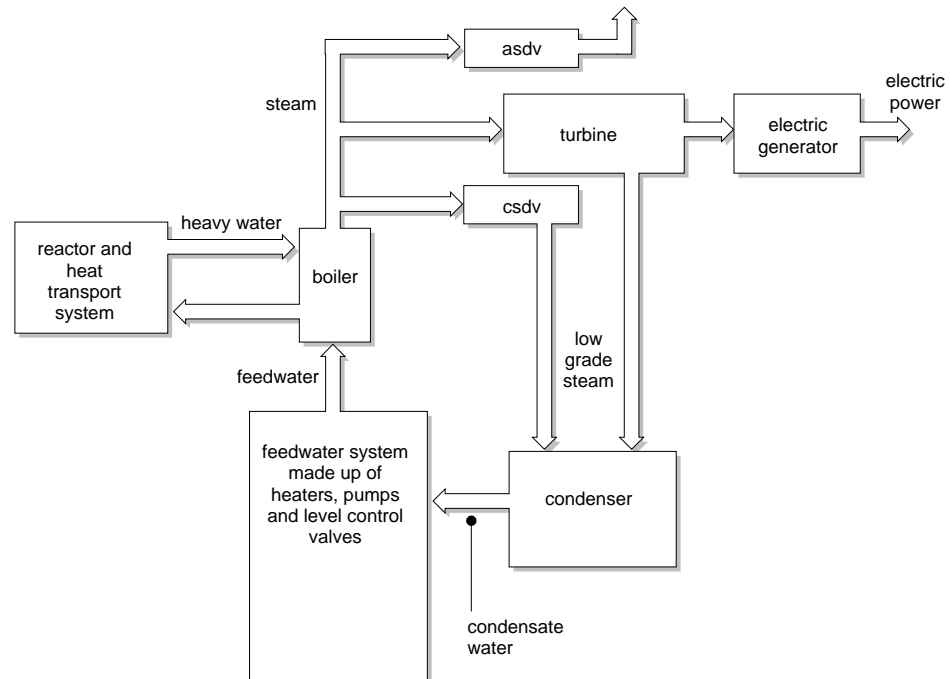 asdv
steam
electric
power
turbine
electric
generator
csdv
heavy water
reactor and
heat
transport
system
boiler
low
grade
steam
feedwater
feedwater system
made up of
heaters, pumps
and level control
valves
condenser
condensate
water